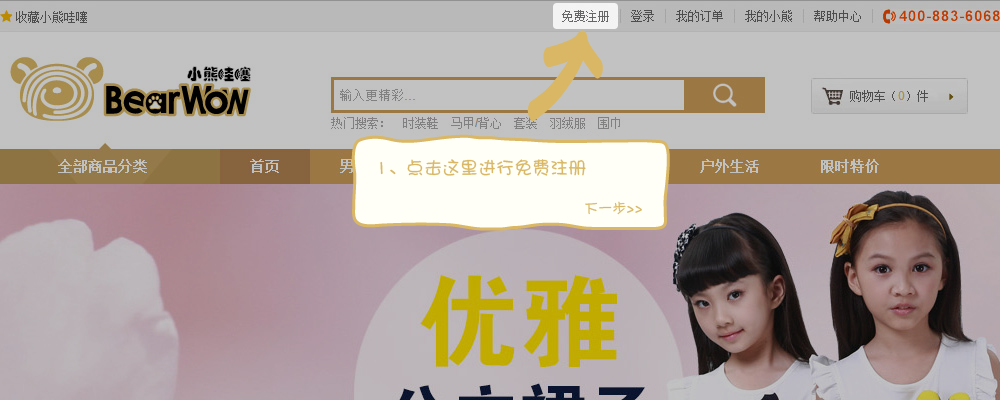 收藏小熊哇噻
免费注册 登录 我的订单 我的小熊 帮助中心 400-883-6068
小熊哇噻
BearWon
输入更精彩...
购物车（0）件
热门搜索： 时装鞋 马甲/背心 套装 羽绒服 围巾
全部商品分类 首页 男 户外生活 限时特价
1、点击这里进行免费注册
下一步>>
优雅